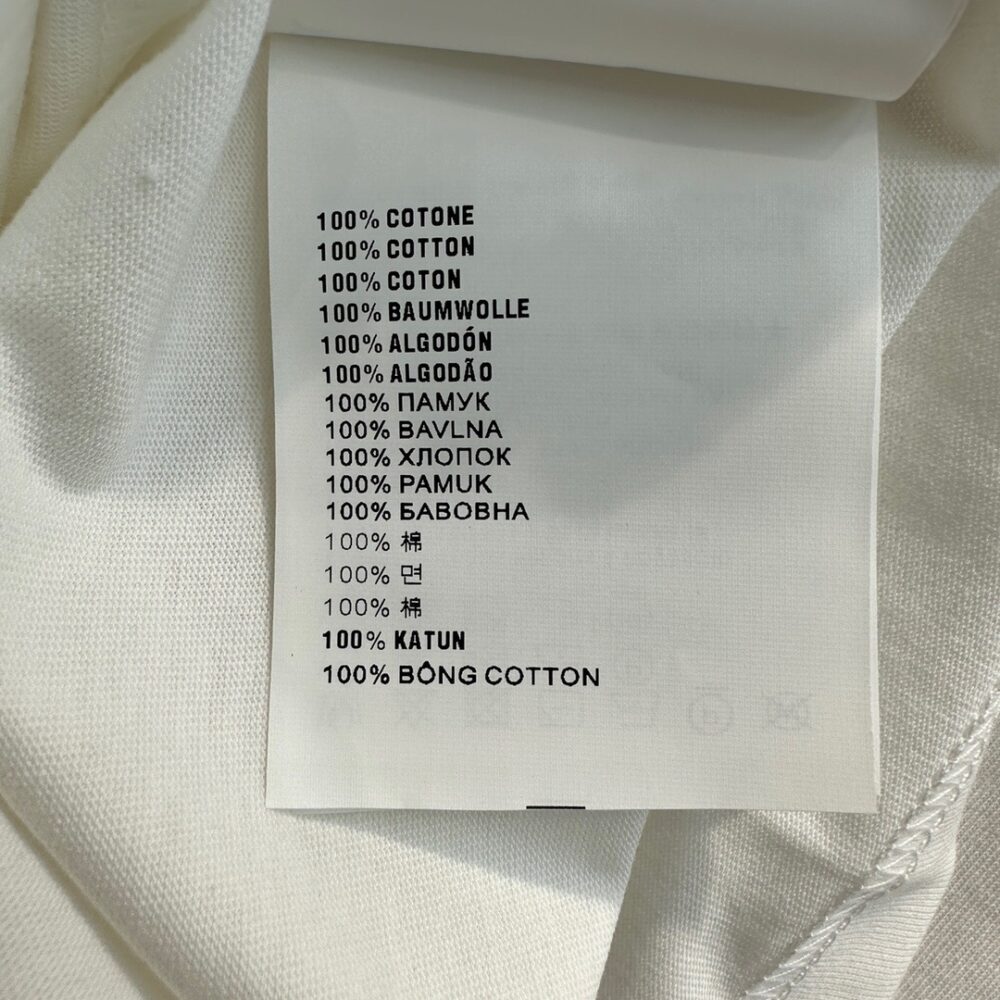 100% COTONE
100% COTTON
100% COTON
100% BAUMWOLLE
100% ALGODÓN
100% ALGODÃO
100% ПАМУК
100% BAVLNA
100% ХЛОПОК
100% PAMUK
100% БАВОВНА
100% 棉
100% 면
100% 棉
100% KATUN
100% BÔNG COTTON